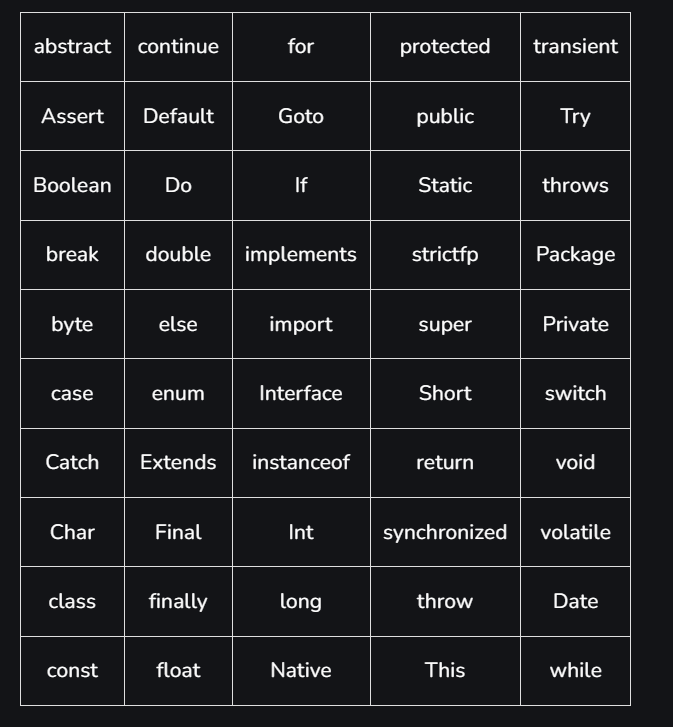 abstract continue for protected transient
Assert Default Goto public Try
Boolean Do If Static throws
break double implements strictfp Package
byte else import super Private
case enum Interface Short switch
Catch Extends instanceof return void
Char Final Int synchronized volatile
class finally long throw Date
const float Native This while